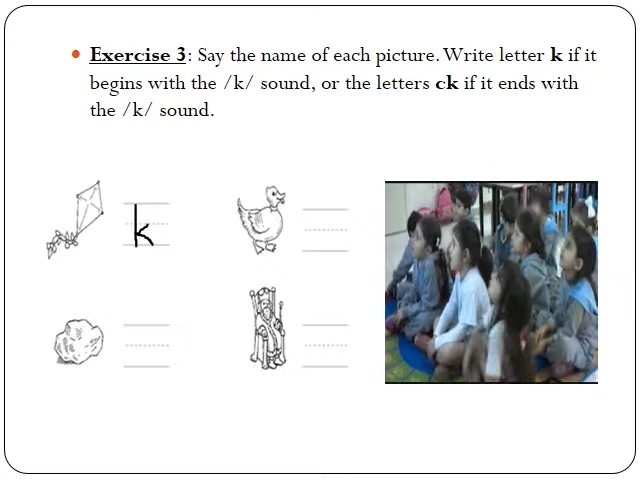 • Exercise 3: Say the name of each picture. Write letter k if it
begins with the /k/ sound, or the letters ck if it ends with
the /k/ sound.
k